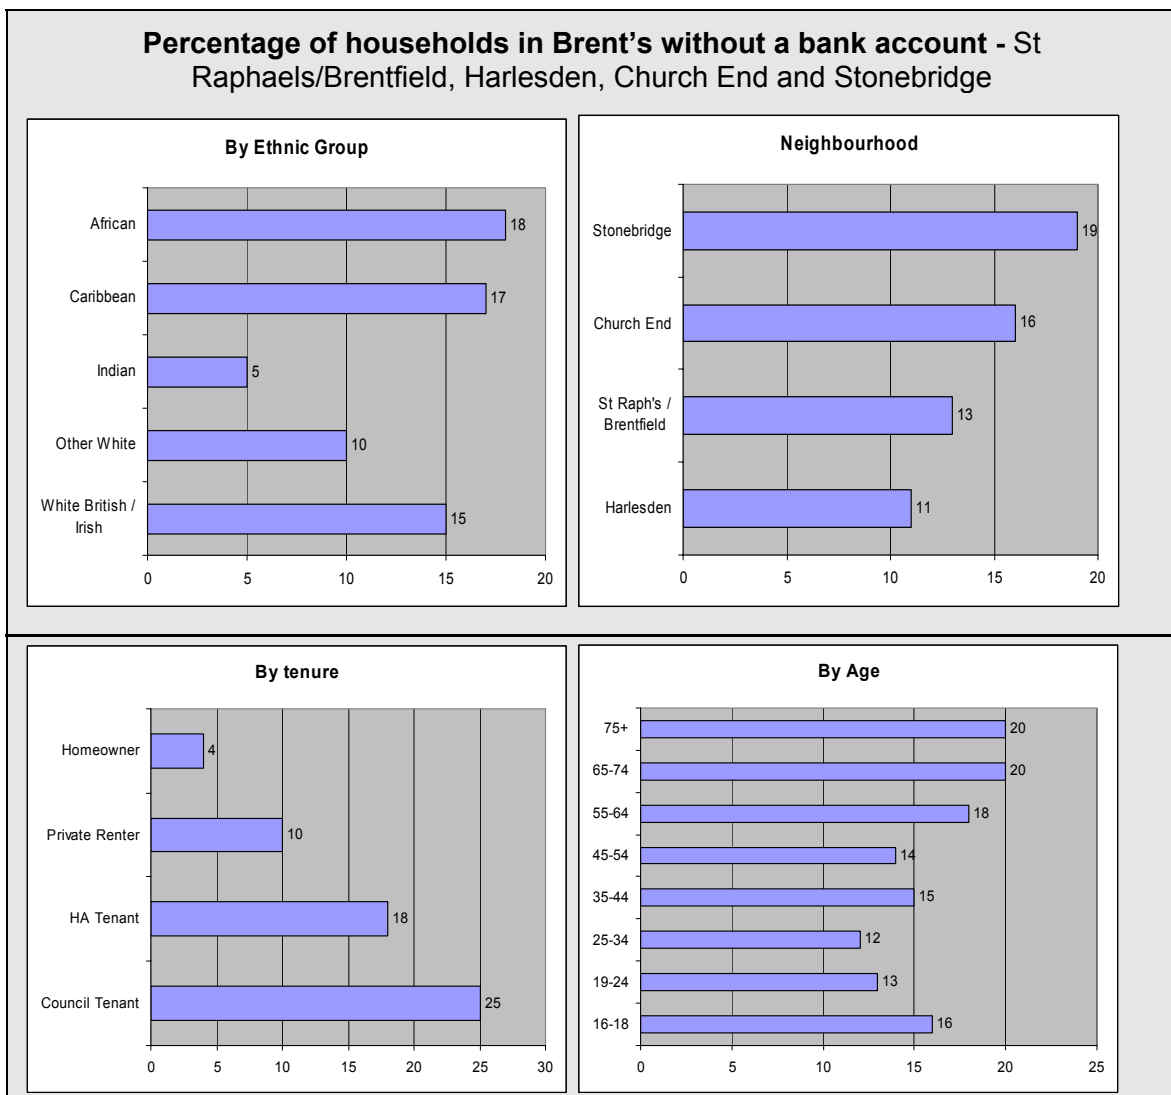 Percentage of households in Brent's without a bank account - St
Raphaels/Brentfield, Harlesden, Church End and Stonebridge
By Ethnic Group
African
18
Caribbean
17
Indian
5
Other White
10
White British /
Irish
15
0 5 10 15 20
Neighbourhood
Stonebridge
19
Church End
16
St Raph's /
Brentfield
13
Harlesden
11
0 5 10 15 20
By tenure
Homeowner
4
Private Renter
10
HA Tenant
18
Council Tenant
25
0 5 10 15 20 25 30
By Age
75+
20
65-74
20
55-64
18
45-54
14
35-44
15
25-34
12
19-24
13
16-18
16
0 5 10 15 20 25